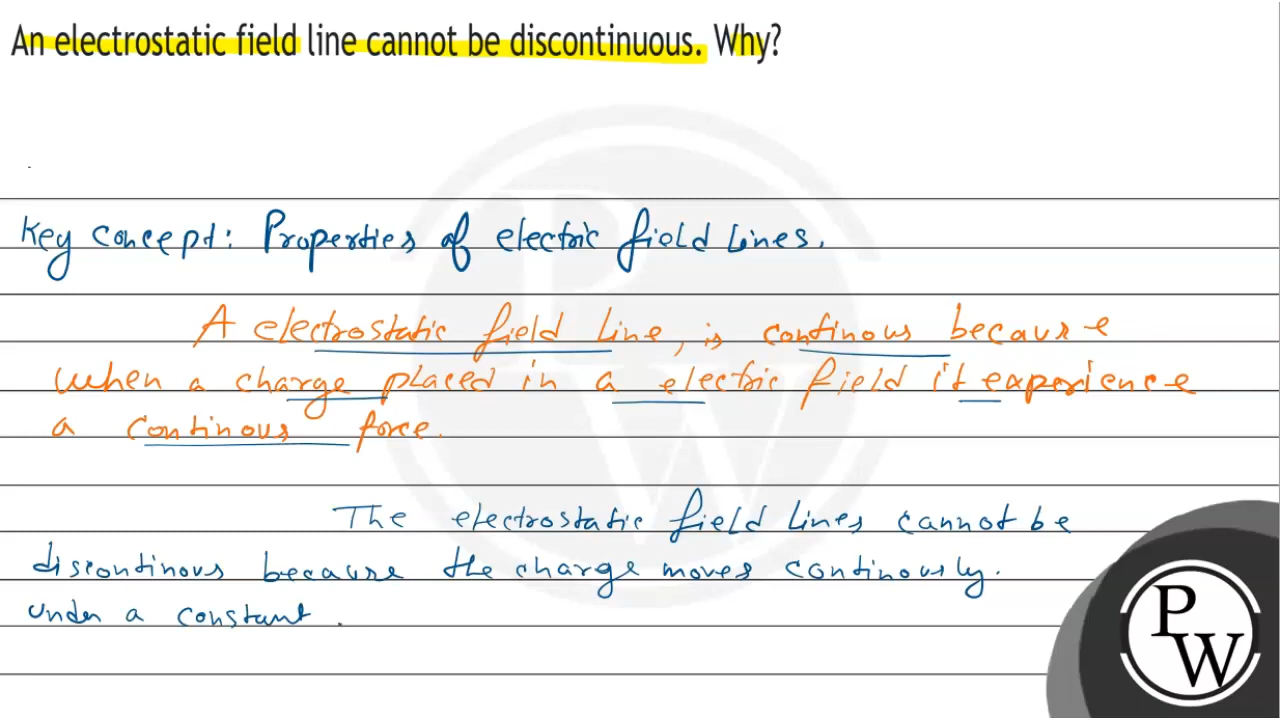 An electrostatic field line cannot be discontinuous. Why?
Key concept: Properties of electric field lines.
A electrostatic field line, is continous because
when a charge placed in a electric field it experience
a continous force.
The electrostatic field lines cannot be
discontinous because the charge moves continously.
under a constant.
P
W